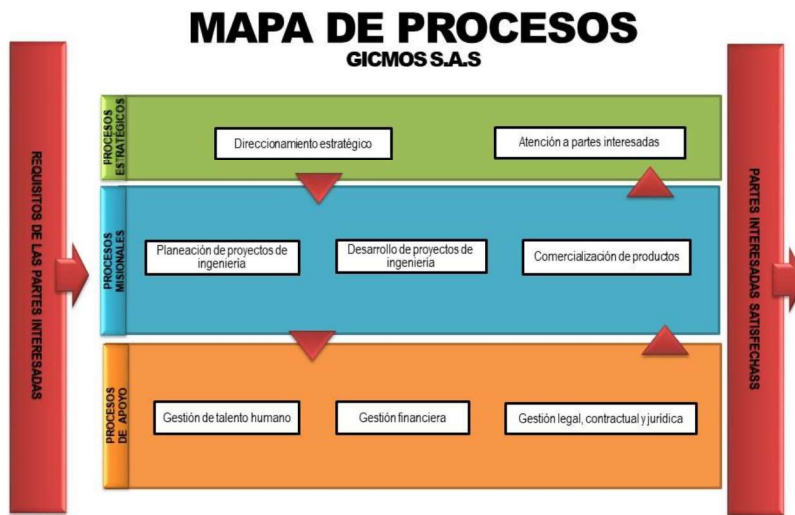 MAPA DE PROCESOS
GICMOS S.A.S
REQUISITOS DE LAS PARTES INTERESADAS
PROCESOS
ESTRATÉGICOS
Direccionamiento estratégico
Atención a partes interesadas
PROCESOS
MISIONALES
Planeación de proyectos de
ingeniería
Desarrollo de proyectos de
ingeniería
Comercialización de productos
PROCESOS
DE APOYO
Gestión de talento humano
Gestión financiera
Gestión legal, contractual y jurídica
PARTES INTERESADAS SATISFECHASS